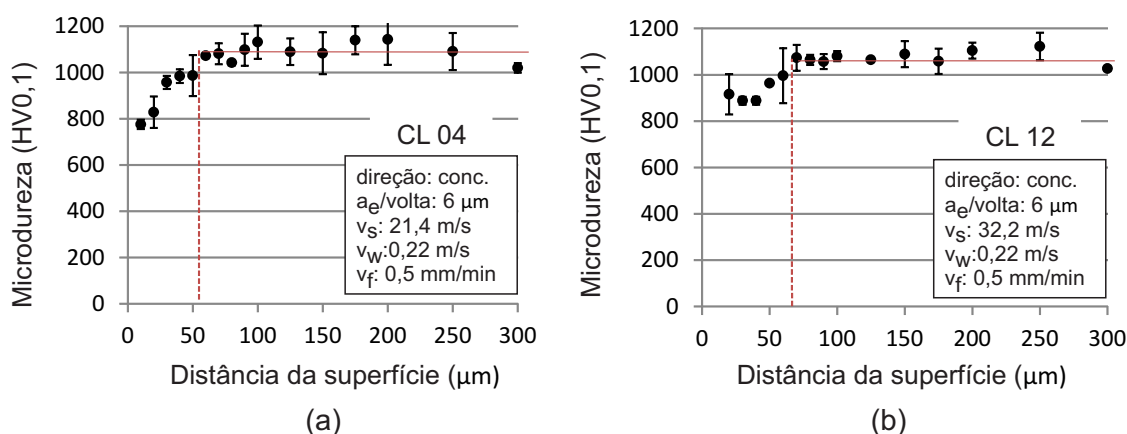 Microdureza (HV0,1)
1200
1000
800
600
400
200
0
CL 04
direção: conc.
ae/volta: 6 μm
vs: 21,4 m/s
vw:0,22 m/s
vf: 0,5 mm/min
0 50 100 150 200 250 300
Distância da superfície (μm)
(a)
Microdureza (HV0,1)
1200
1000
800
600
400
200
0
CL 12
direção: conc.
ae/volta: 6 μm
vs: 32,2 m/s
vw:0,22 m/s
vf: 0,5 mm/min
0 50 100 150 200 250 300
Distância da superfície (μm)
(b)